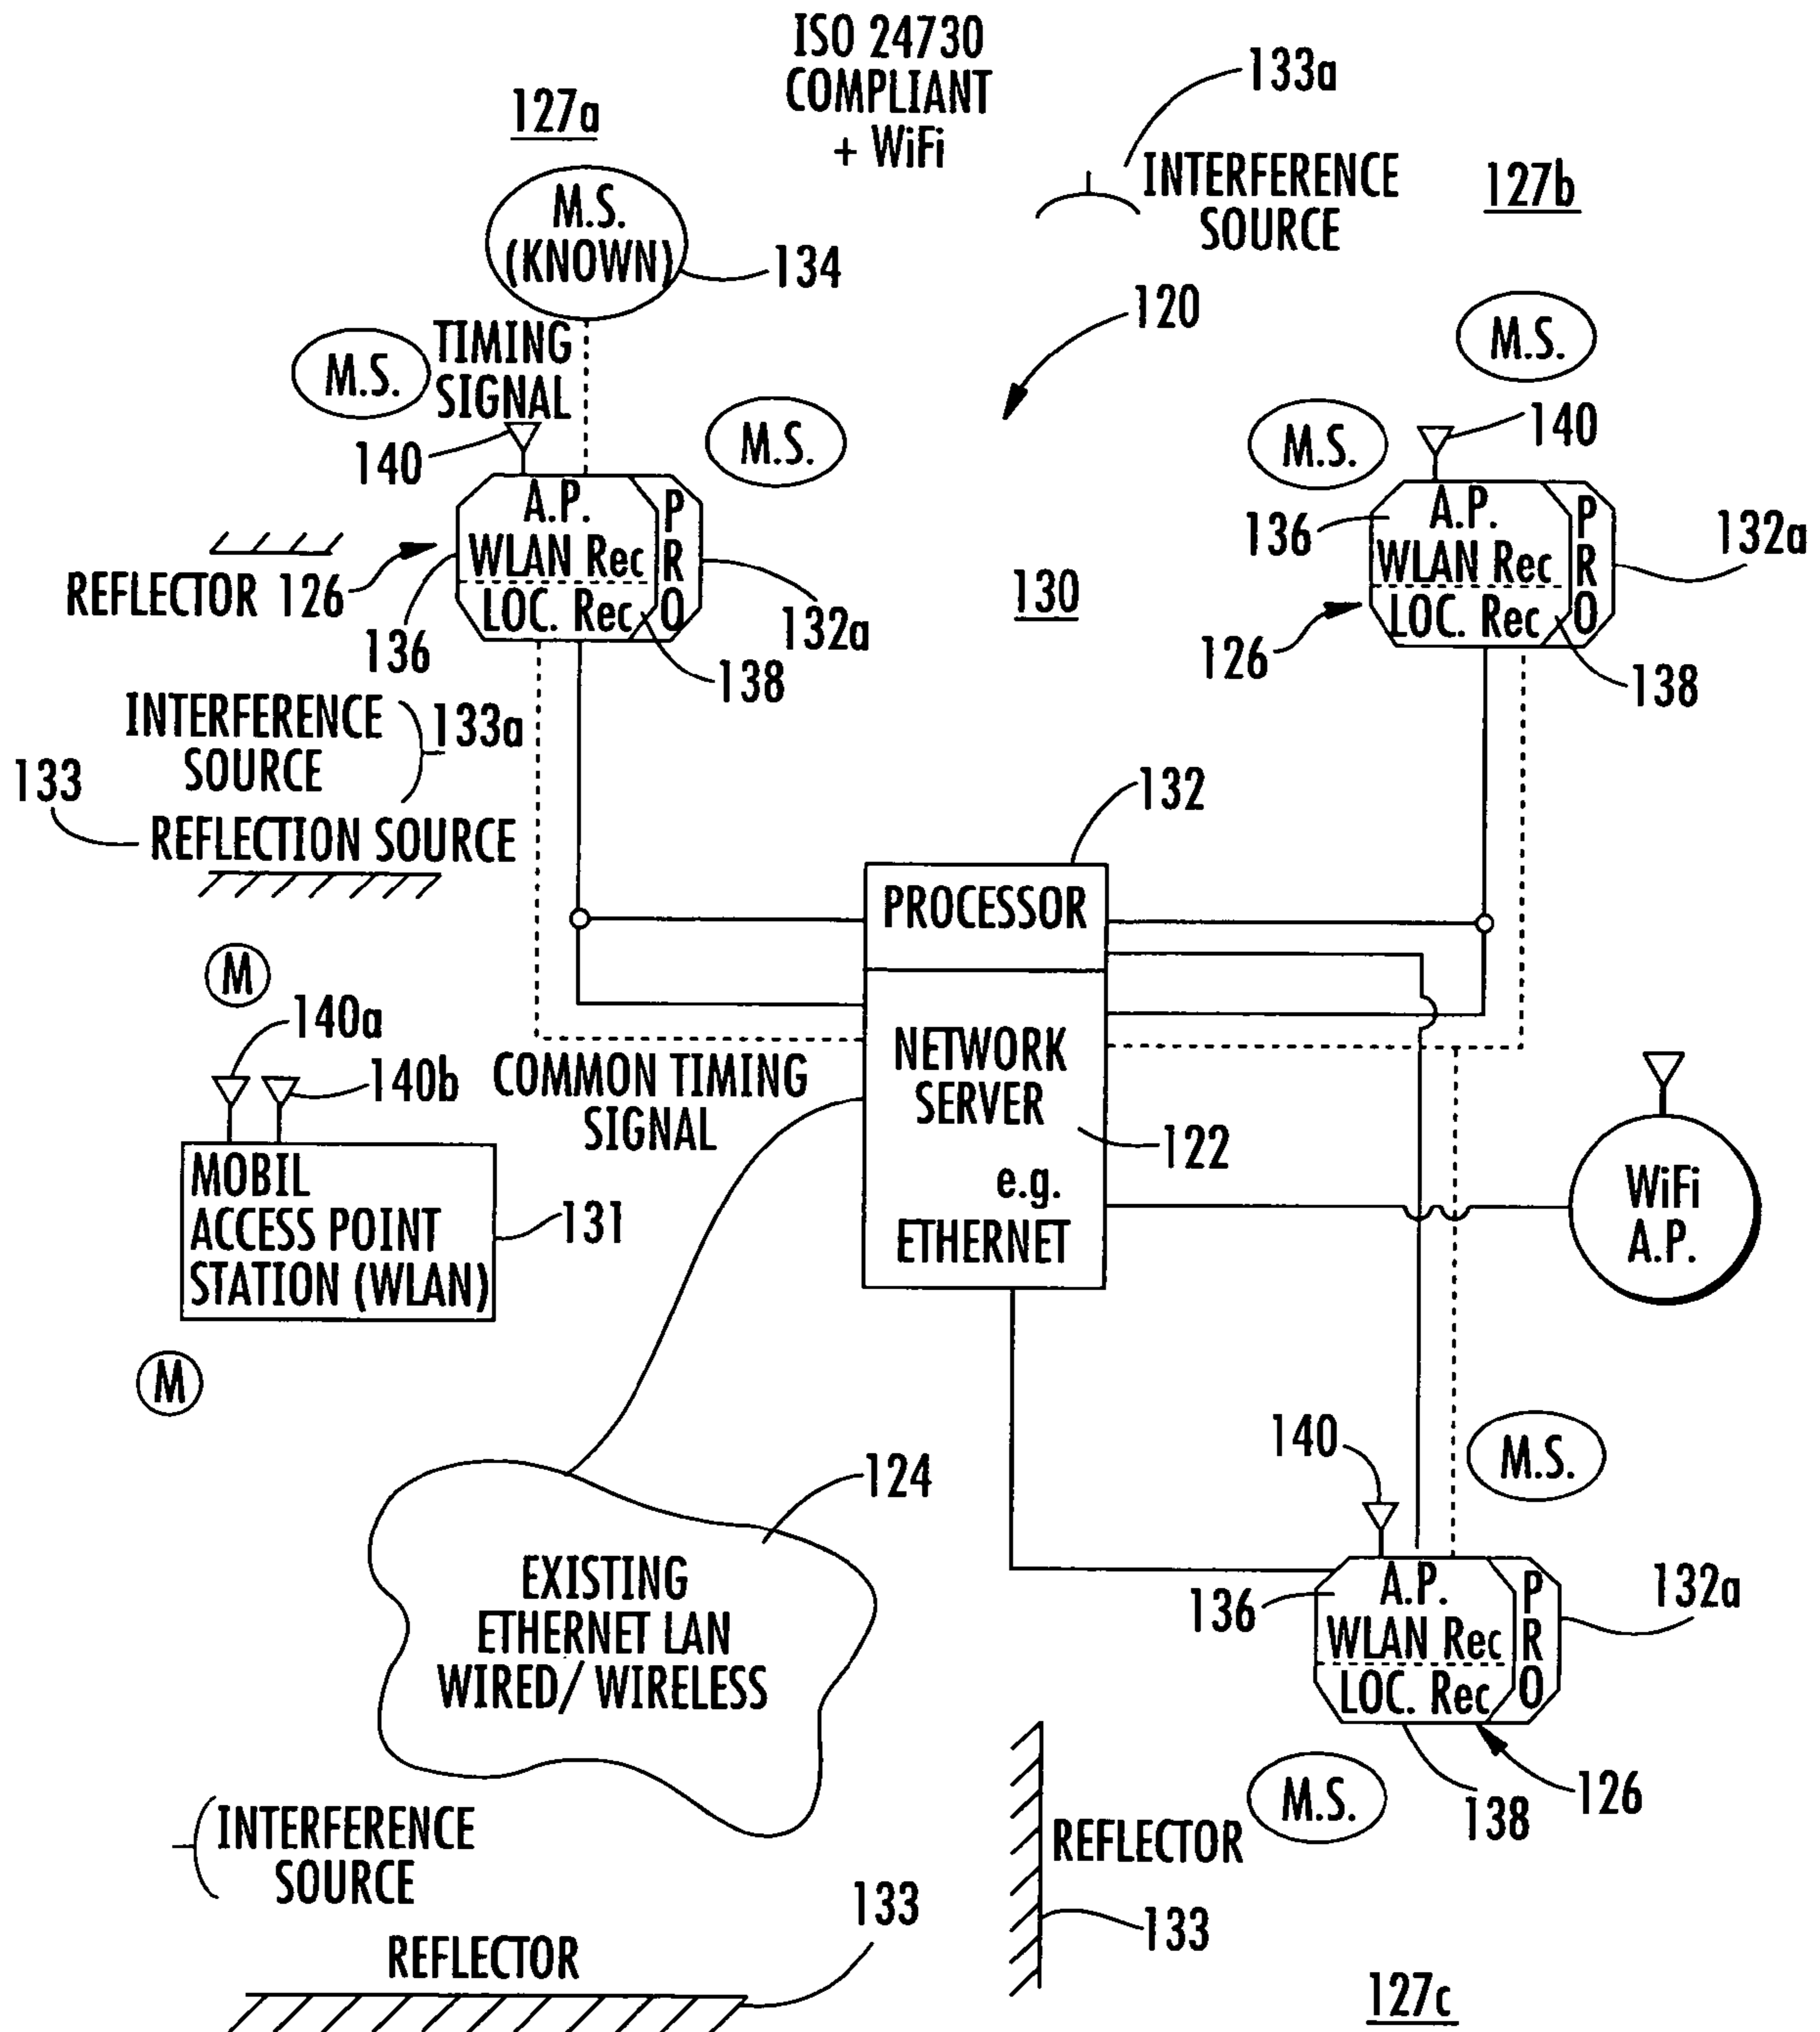 ISO 24730
COMPLIANT
+ WiFi
133a
127a
INTERFERENCE
SOURCE
127b
M.S.
(KNOWN)
134
120
M.S.
TIMING
SIGNAL
M.S.
M.S.
M.S.
140
140
A.P.
WLAN Rec
LOC. Rec
PRO
136
A.P.
WLAN Rec
LOC. Rec
PRO
132a
REFLECTOR 126
130
132a
136
138
126
138
INTERFERENCE
SOURCE
133a
133
REFLECTION SOURCE
132
PROCESSOR
M
140a
140b
COMMON TIMING
SIGNAL
NETWORK
SERVER
122
e.g.
ETHERNET
MOBIL
ACCESS POINT
STATION (WLAN)
131
WiFi
A.P.
M
140
M.S.
124
EXISTING
ETHERNET LAN
WIRED/ WIRELESS
136
A.P.
WLAN Rec
LOC. Rec
PRO
132a
M.S.
138
126
INTERFERENCE
SOURCE
REFLECTOR
133
133
REFLECTOR
127c